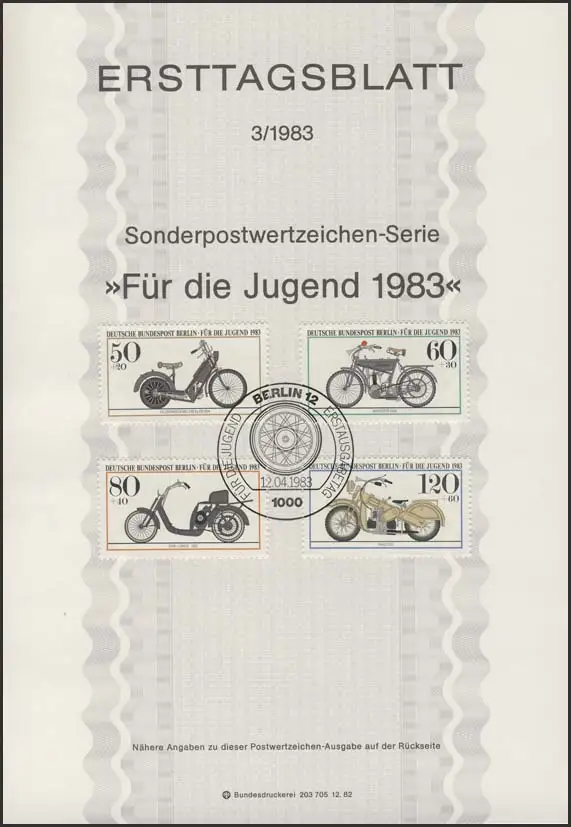 ERSTTAGSBLATT
3/1983
Sonderpostwertzeichen-Serie
»Für die Jugend 1983«
DEUTSCHE BUNDESPOST BERLIN · FÜR DIE JUGEND 1983
50
+20
DEUTSCHE BUNDESPOST BERLIN · FÜR DIE JUGEND 1983
60
+30
BERLIN 12
FÜR DIE JUGEND
ERSTAUSGABETAG
12.04.1983
1000
DEUTSCHE BUNDESPOST BERLIN · FÜR DIE JUGEND 1983
80
+40
DEUTSCHE BUNDESPOST BERLIN · FÜR DIE JUGEND 1983
120
+60
Nähere Angaben zu dieser Postwertzeichen-Ausgabe auf der Rückseite
Bundesdruckerei 203 705 12. 82